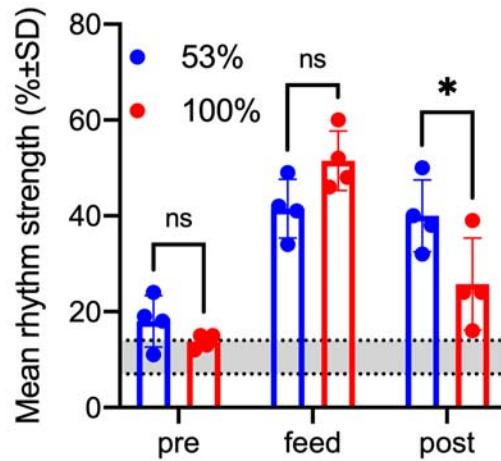 Mean rhythm strength (%±SD)
80
60
40
20
0
53%
100%
ns
ns
*
pre
feed
post